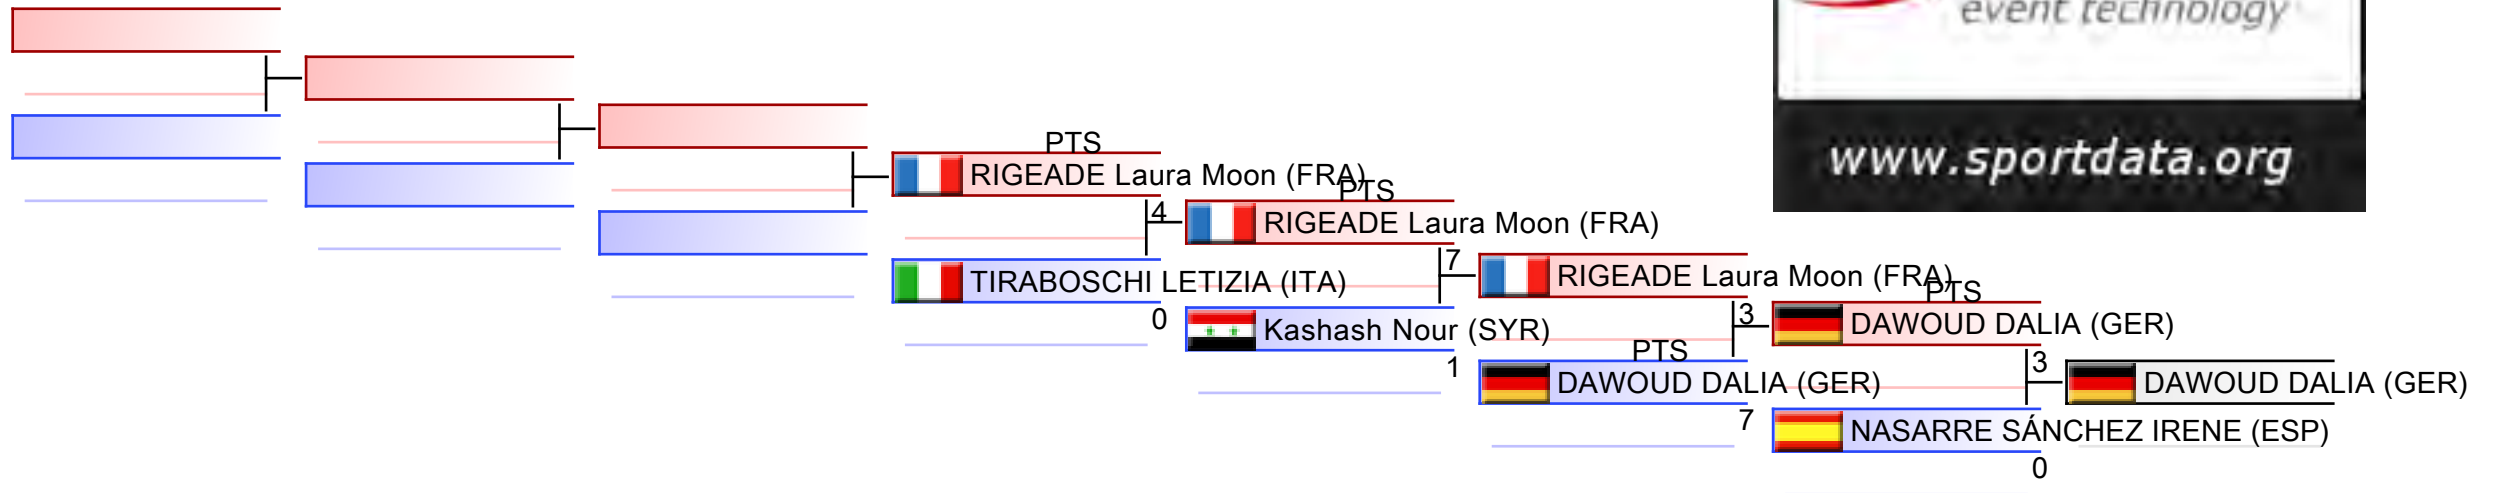 event technology
www.sportdata.org
PTS
RIGEADE Laura Moon (FRA)
4
TIRABOSCHI LETIZIA (ITA)
0
PTS
RIGEADE Laura Moon (FRA)
7
Kashash Nour (SYR)
1
RIGEADE Laura Moon (FRA)
3
PTS
DAWOUD DALIA (GER)
7
PTS
DAWOUD DALIA (GER)
3
NASARRE SÁNCHEZ IRENE (ESP)
0
DAWOUD DALIA (GER)